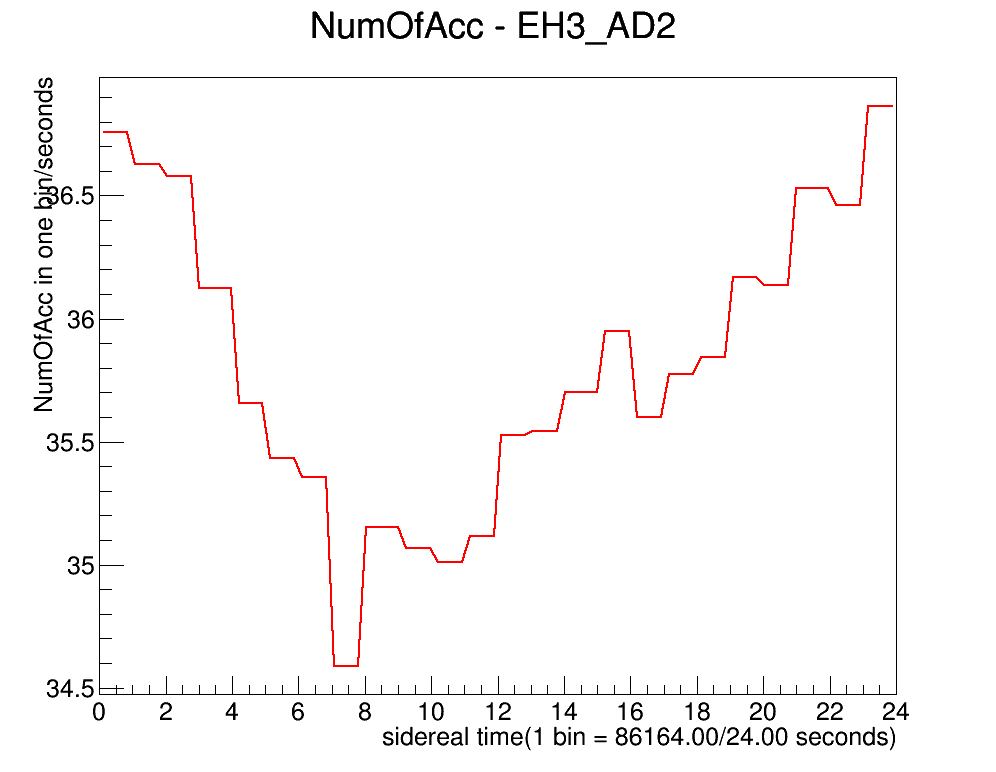 NumOfAcc - EH3_AD2
NumOfAcc in one bin/seconds
36.5
36
35.5
35
34.5
0 2 4 6 8 10 12 14 16 18 20 22 24
sidereal time(1 bin = 86164.00/24.00 seconds)